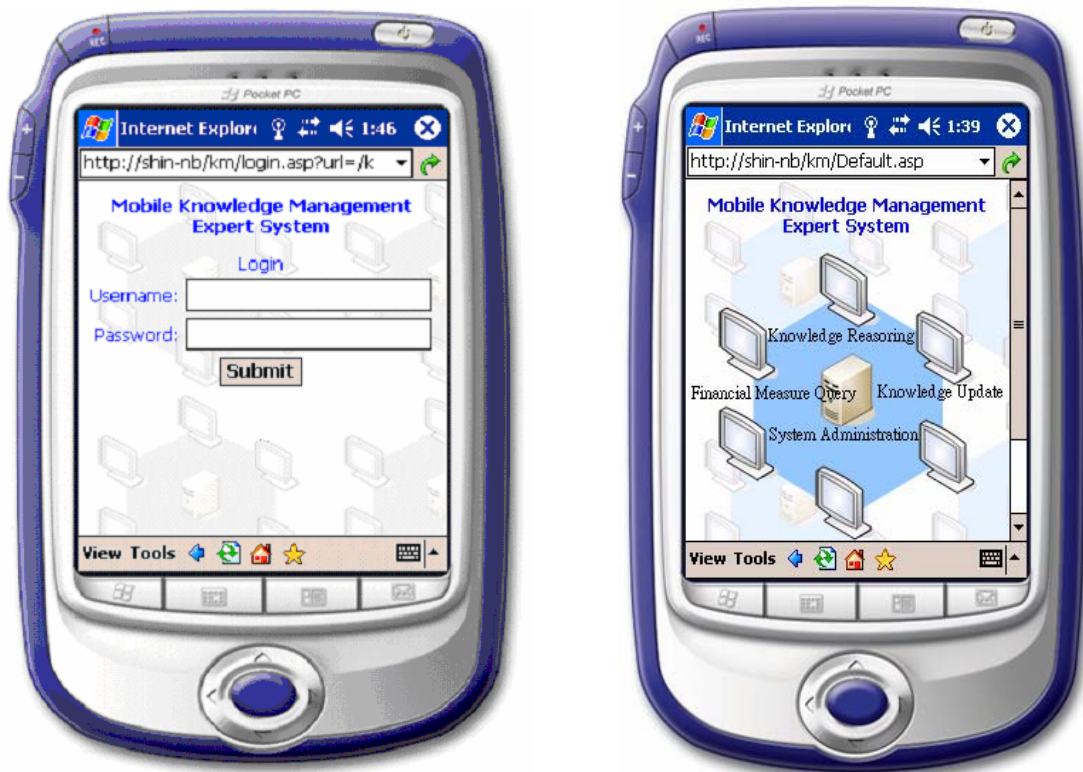 REC
Pocket PC
Internet Explor 1:46
http://shin-nb/km/login.asp?url=/k
Mobile Knowledge Management
Expert System
Login
Username:
Password:
Submit
View Tools
REC
Pocket PC
Internet Explor 1:39
http://shin-nb/km/Default.asp
Mobile Knowledge Management
Expert System
Knowledge Reasoring
Financial Measure Query Knowledge Update
System Administration
View Tools